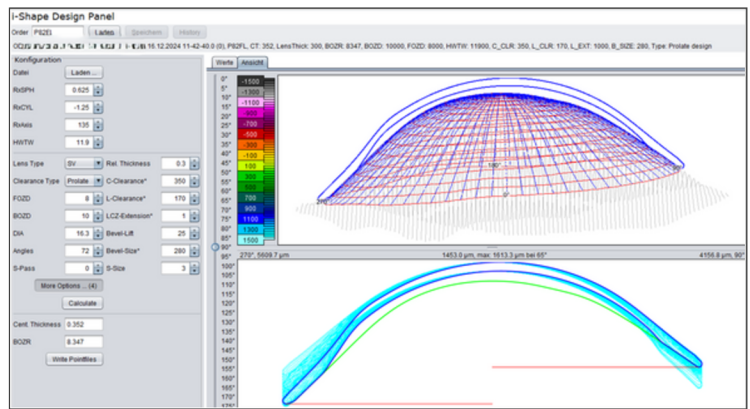 i-Shape Design Panel
Order P82EL Laden Speichern History
16.12.2024 11-42-40.0 (0), P82FL, CT: 352, LensThick: 300, BOZR: 8347, BOZD: 10000, FOZD: 8000, HWTW: 11900, C_CLR: 350, L_CLR: 170, L_EXT: 1000, B_SIZE: 280, Type: Prolate design
Konfiguration
Datei Laden ...
RxSPH 0.625
RxCYL -1.25
RxAxis 135
HWTW 11.9
Lens Type SV Rel. Thickness 0.3
Clearance Type Prolate C-Clearance* 350
FOZD 8 L-Clearance* 170
BOZD 10 LCZ-Extension* 1
DIA 16.3 Bevel-Lift 25
Angles 72 Bevel-Size* 280
S-Pass 0 S-Size 3
More Options ... (4)
Calculate
Cent. Thickness 0.352
BOZR 8.347
Write Pointfiles
Werte Ansicht
0°
5°
10°
15°
20°
25°
30°
35°
40°
45°
50°
55°
60°
65°
70°
75°
80°
85°
90°
95°
100°
105°
110°
115°
120°
125°
130°
135°
140°
145°
150°
155°
160°
165°
170°
175°
-1500
-1300
-1100
-700
-500
-300
-100
100
300
500
700
900
1100
1300
1500
180°
0°
270°
270°, 5609.7 µm 1453.0 µm, max: 1613.3 µm bei 65° 4156.8 µm, 90°